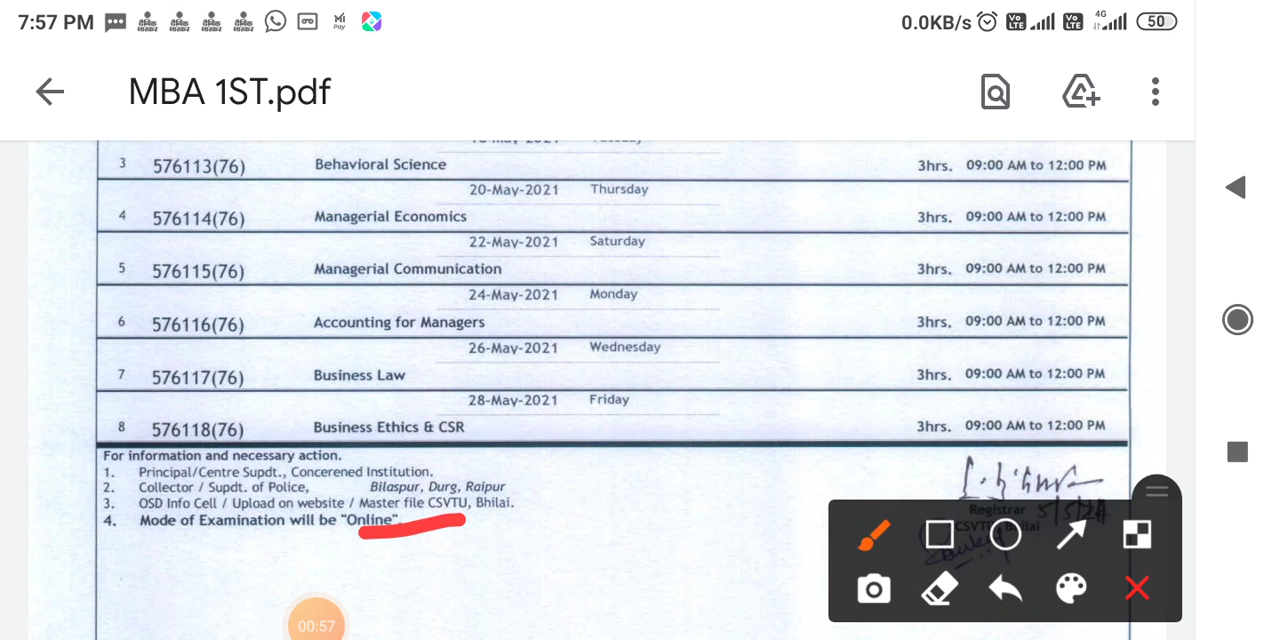 7:57 PM 0.0KB/s 4G 50
MBA 1ST.pdf
3 576113(76) Behavioral Science 3hrs. 09:00 AM to 12:00 PM
20-May-2021 Thursday
4 576114(76) Managerial Economics 3hrs. 09:00 AM to 12:00 PM
22-May-2021 Saturday
5 576115(76) Managerial Communication 3hrs. 09:00 AM to 12:00 PM
24-May-2021 Monday
6 576116(76) Accounting for Managers 3hrs. 09:00 AM to 12:00 PM
26-May-2021 Wednesday
7 576117(76) Business Law 3hrs. 09:00 AM to 12:00 PM
28-May-2021 Friday
8 576118(76) Business Ethics & CSR 3hrs. 09:00 AM to 12:00 PM
For information and necessary action.
1. Principal/Centre Supdt., Concerened Institution.
2. Collector / Supdt. of Police, Bilaspur, Durg, Raipur
3. OSD Info Cell / Upload on website / Master file CSVTU, Bhilai.
4. Mode of Examination will be "Online".
Registrar
CSVTU Bhilai
00:57